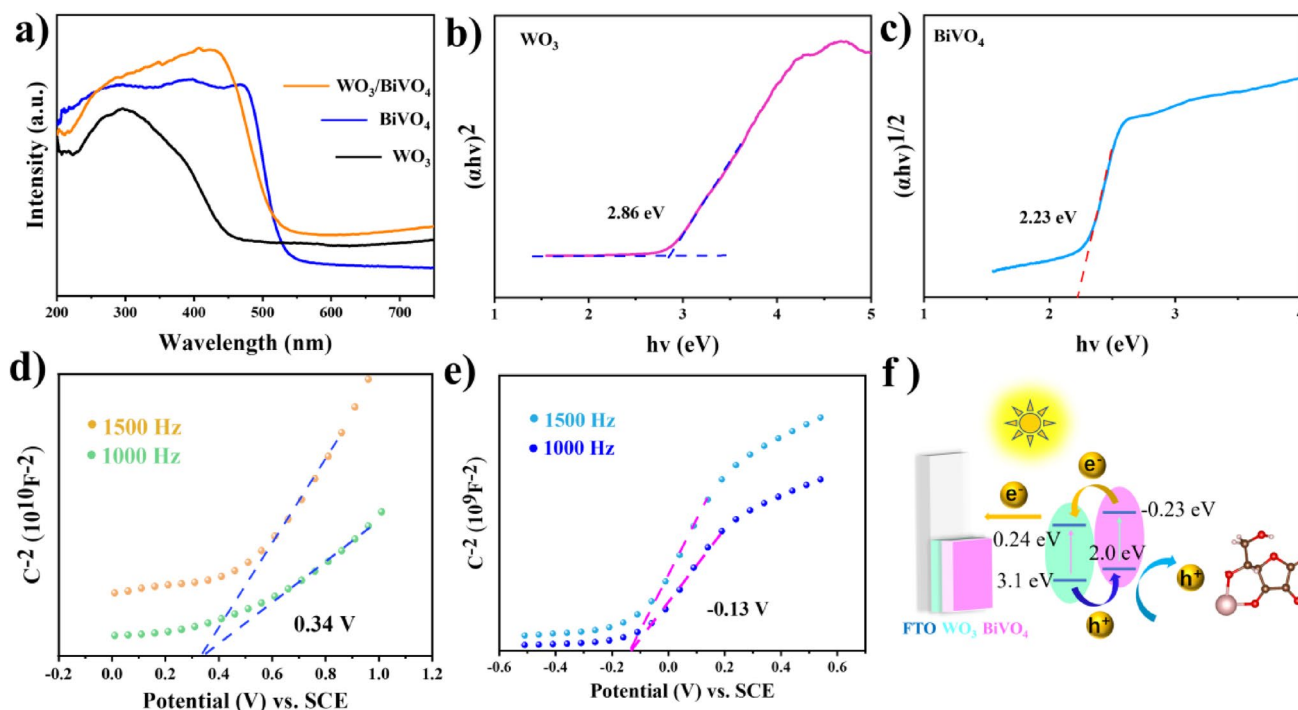 a)
WO₃/BiVO₄
BiVO₄
WO₃
Intensity (a.u.)
200 300 400 500 600 700
Wavelength (nm)
b)
WO₃
2.86 eV
(αhv)²
1 2 3 4 5
hv (eV)
c)
BiVO₄
2.23 eV
(αhv)¹/²
1 2 3 4
hv (eV)
d)
1500 Hz
1000 Hz
0.34 V
C⁻² (10¹⁰F⁻²)
-0.2 0.0 0.2 0.4 0.6 0.8 1.0 1.2
Potential (V) vs. SCE
e)
1500 Hz
1000 Hz
-0.13 V
C⁻² (10⁹F⁻²)
-0.6 -0.4 -0.2 0.0 0.2 0.4 0.6
Potential (V) vs. SCE
f)
e⁻
e⁻
-0.23 eV
0.24 eV
2.0 eV
3.1 eV
h⁺
h⁺
FTO WO₃ BiVO₄